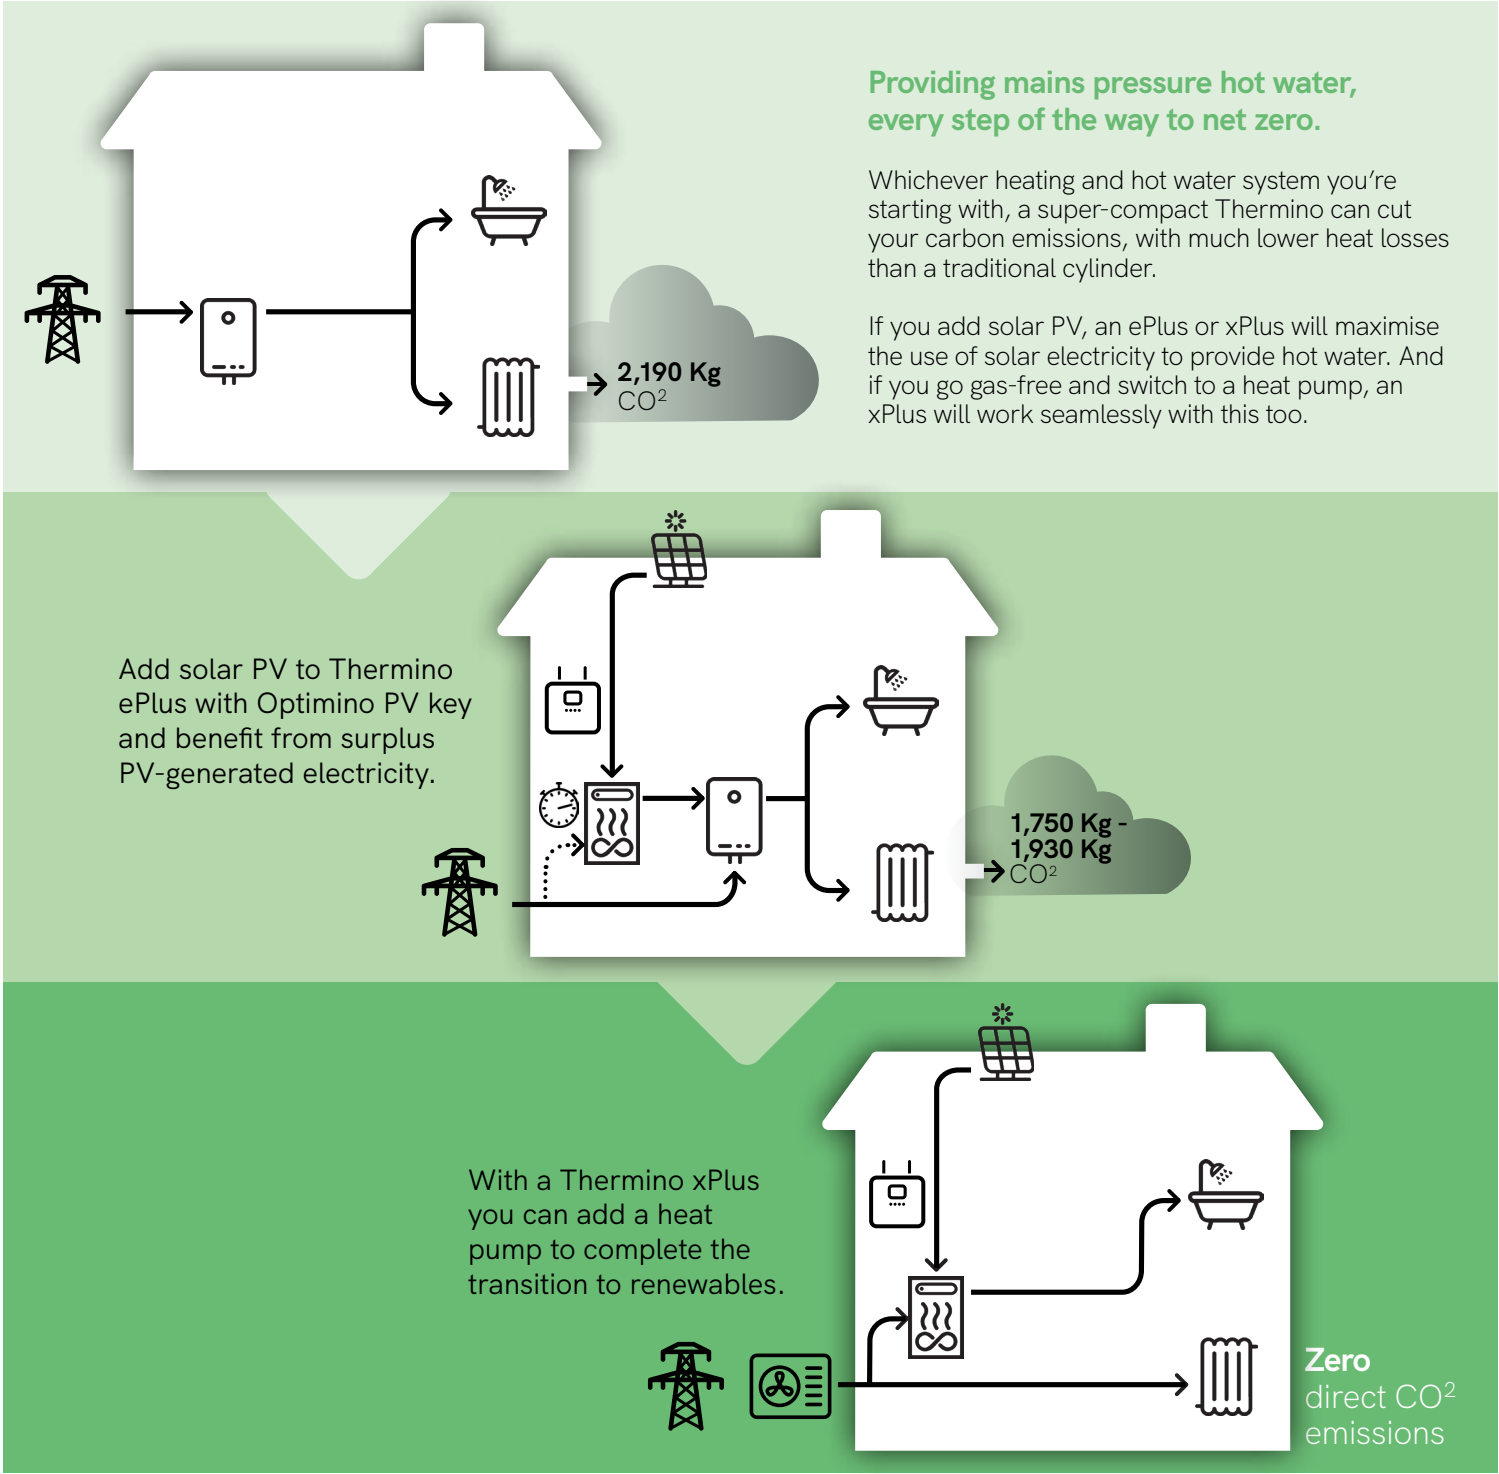 Providing mains pressure hot water,
every step of the way to net zero.
Whichever heating and hot water system you're
starting with, a super-compact Thermino can cut
your carbon emissions, with much lower heat losses
than a traditional cylinder.
If you add solar PV, an ePlus or xPlus will maximise
the use of solar electricity to provide hot water. And
if you go gas-free and switch to a heat pump, an
xPlus will work seamlessly with this too.
2,190 Kg
CO²
Add solar PV to Thermino
ePlus with Optimino PV key
and benefit from surplus
PV-generated electricity.
1,750 Kg -
1,930 Kg
CO²
With a Thermino xPlus
you can add a heat
pump to complete the
transition to renewables.
Zero
direct CO²
emissions